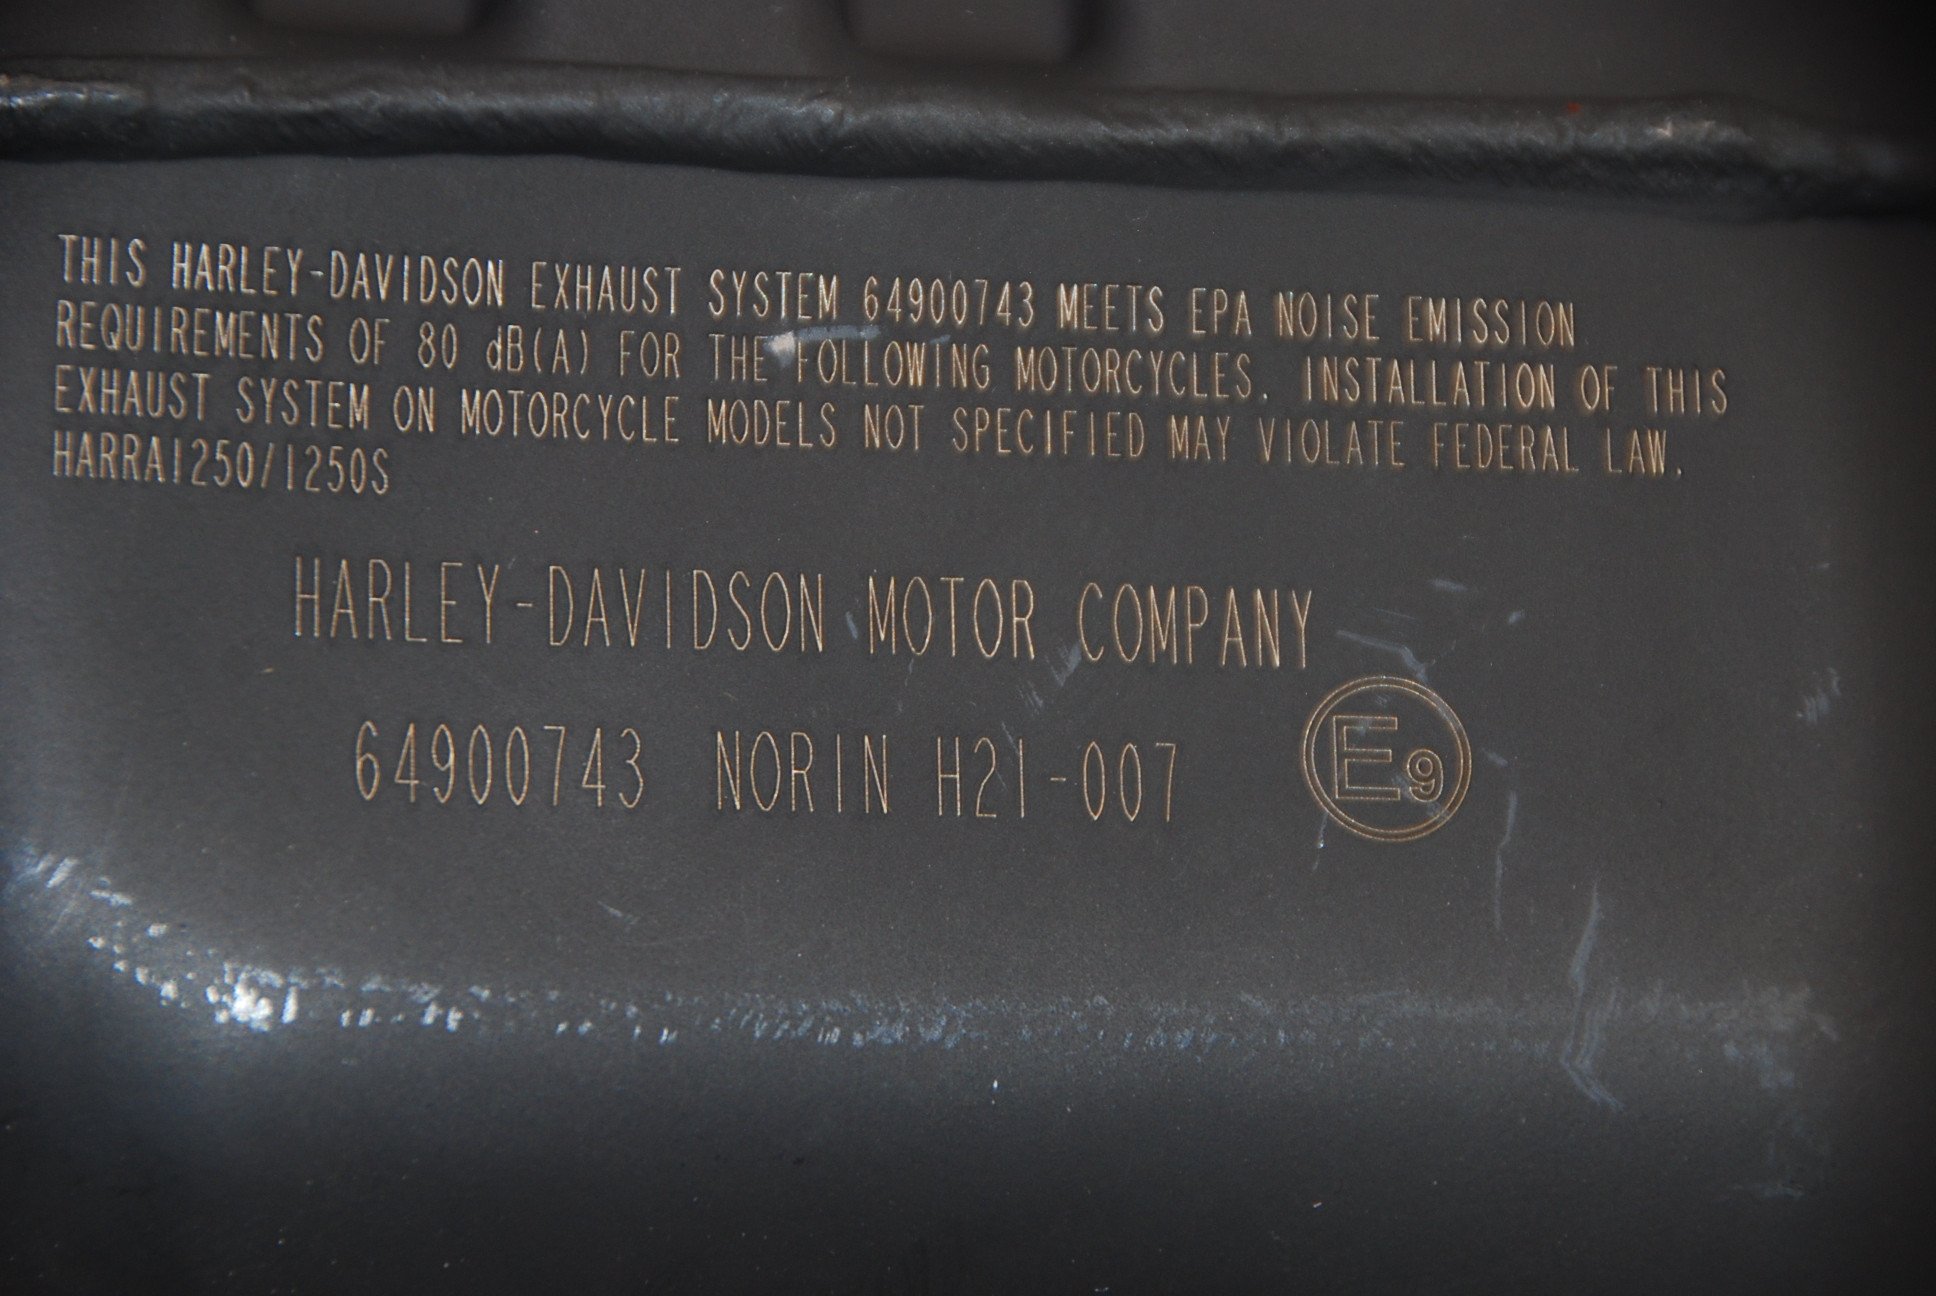 THIS HARLEY-DAVIDSON EXHAUST SYSTEM 64900743 MEETS EPA NOISE EMISSION
REQUIREMENTS OF 80 dB(A) FOR THE FOLLOWING MOTORCYCLES. INSTALLATION OF THIS
EXHAUST SYSTEM ON MOTORCYCLE MODELS NOT SPECIFIED MAY VIOLATE FEDERAL LAW.
HARRA1250/1250S
HARLEY-DAVIDSON MOTOR COMPANY
64900743 NORIN H21-007 E9